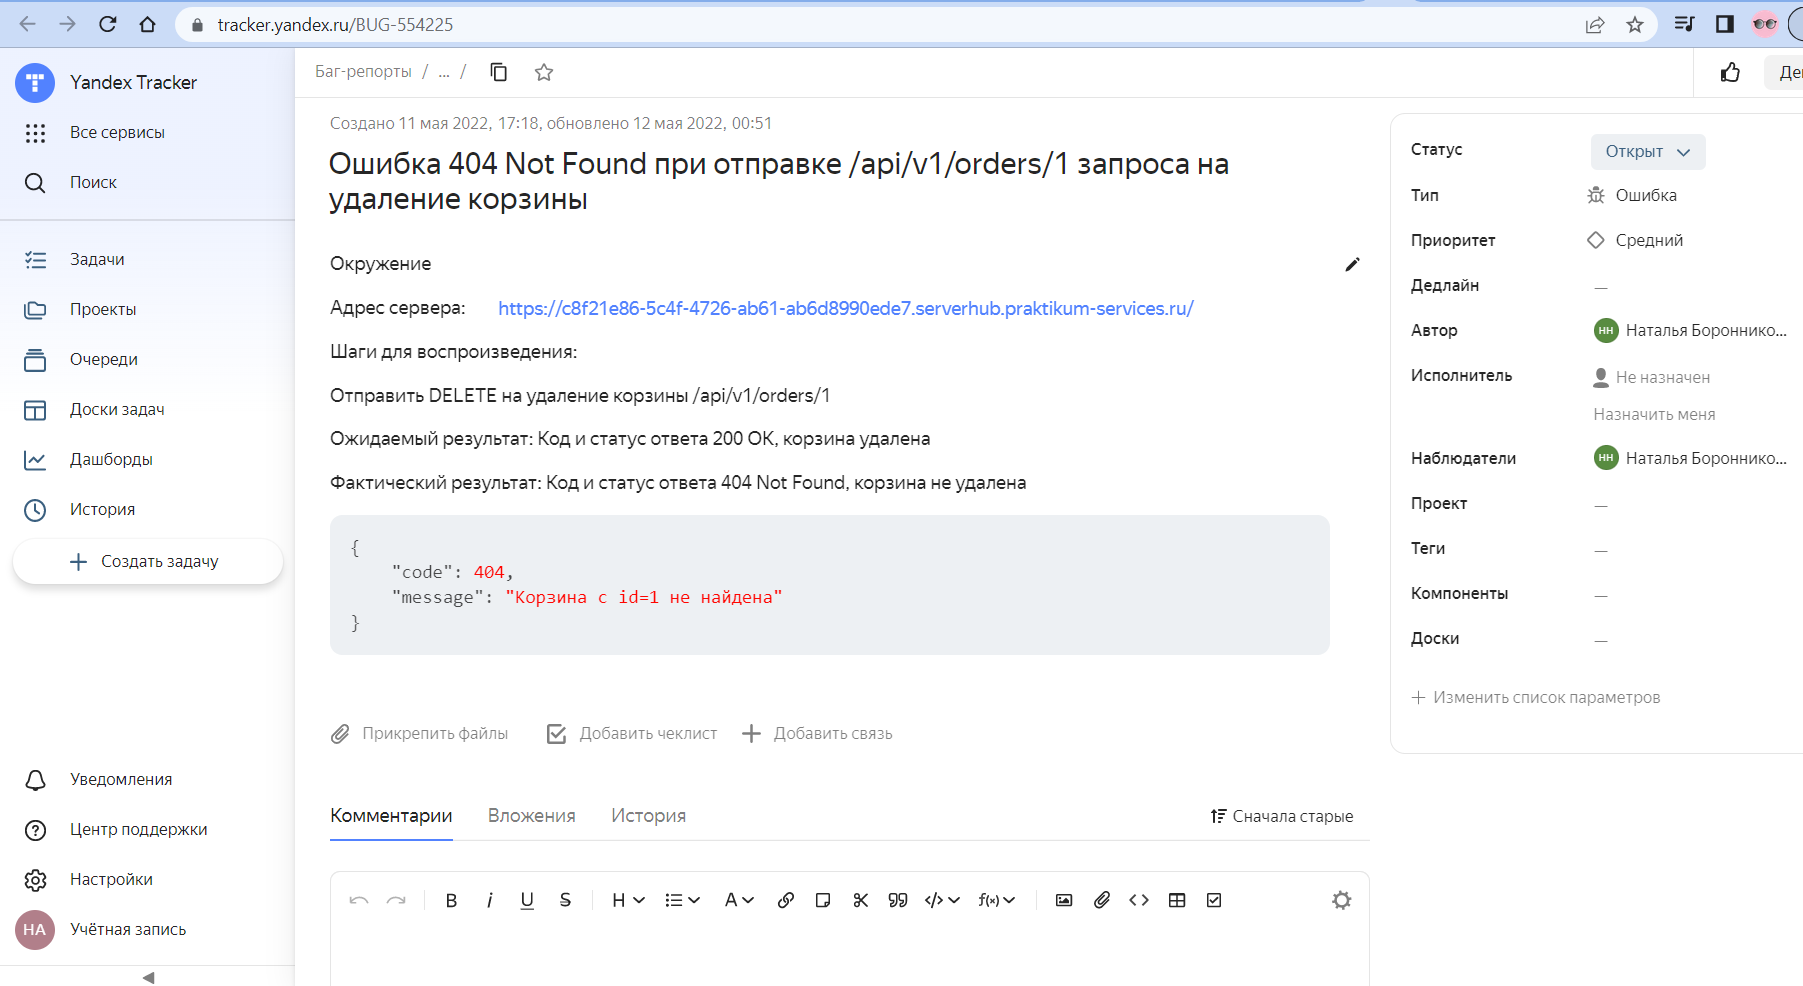 tracker.yandex.ru/BUG-554225
Yandex Tracker
Все сервисы
Поиск
Задачи
Проекты
Очереди
Доски задач
Дашборды
История
Создать задачу
Уведомления
Центр поддержки
Настройки
НА Учётная запись
Баг-репорты / ... /
Создано 11 мая 2022, 17:18, обновлено 12 мая 2022, 00:51
Ошибка 404 Not Found при отправке /api/v1/orders/1 запроса на
удаление корзины
Окружение
Адрес сервера: https://c8f21e86-5c4f-4726-ab61-ab6d8990ede7.serverhub.praktikum-services.ru/
Шаги для воспроизведения:
Отправить DELETE на удаление корзины /api/v1/orders/1
Ожидаемый результат: Код и статус ответа 200 ОК, корзина удалена
Фактический результат: Код и статус ответа 404 Not Found, корзина не удалена
{
"code": 404,
"message": "Корзина с id=1 не найдена"
}
Прикрепить файлы Добавить чеклист Добавить связь
Комментарии Вложения История Сначала старые
B i U S H A f(x)
Статус Открыт
Тип Ошибка
Приоритет Средний
Дедлайн —
Автор НН Наталья Бороннико...
Исполнитель Не назначен
Назначить меня
Наблюдатели НН Наталья Бороннико...
Проект —
Теги —
Компоненты —
Доски —
Изменить список параметров